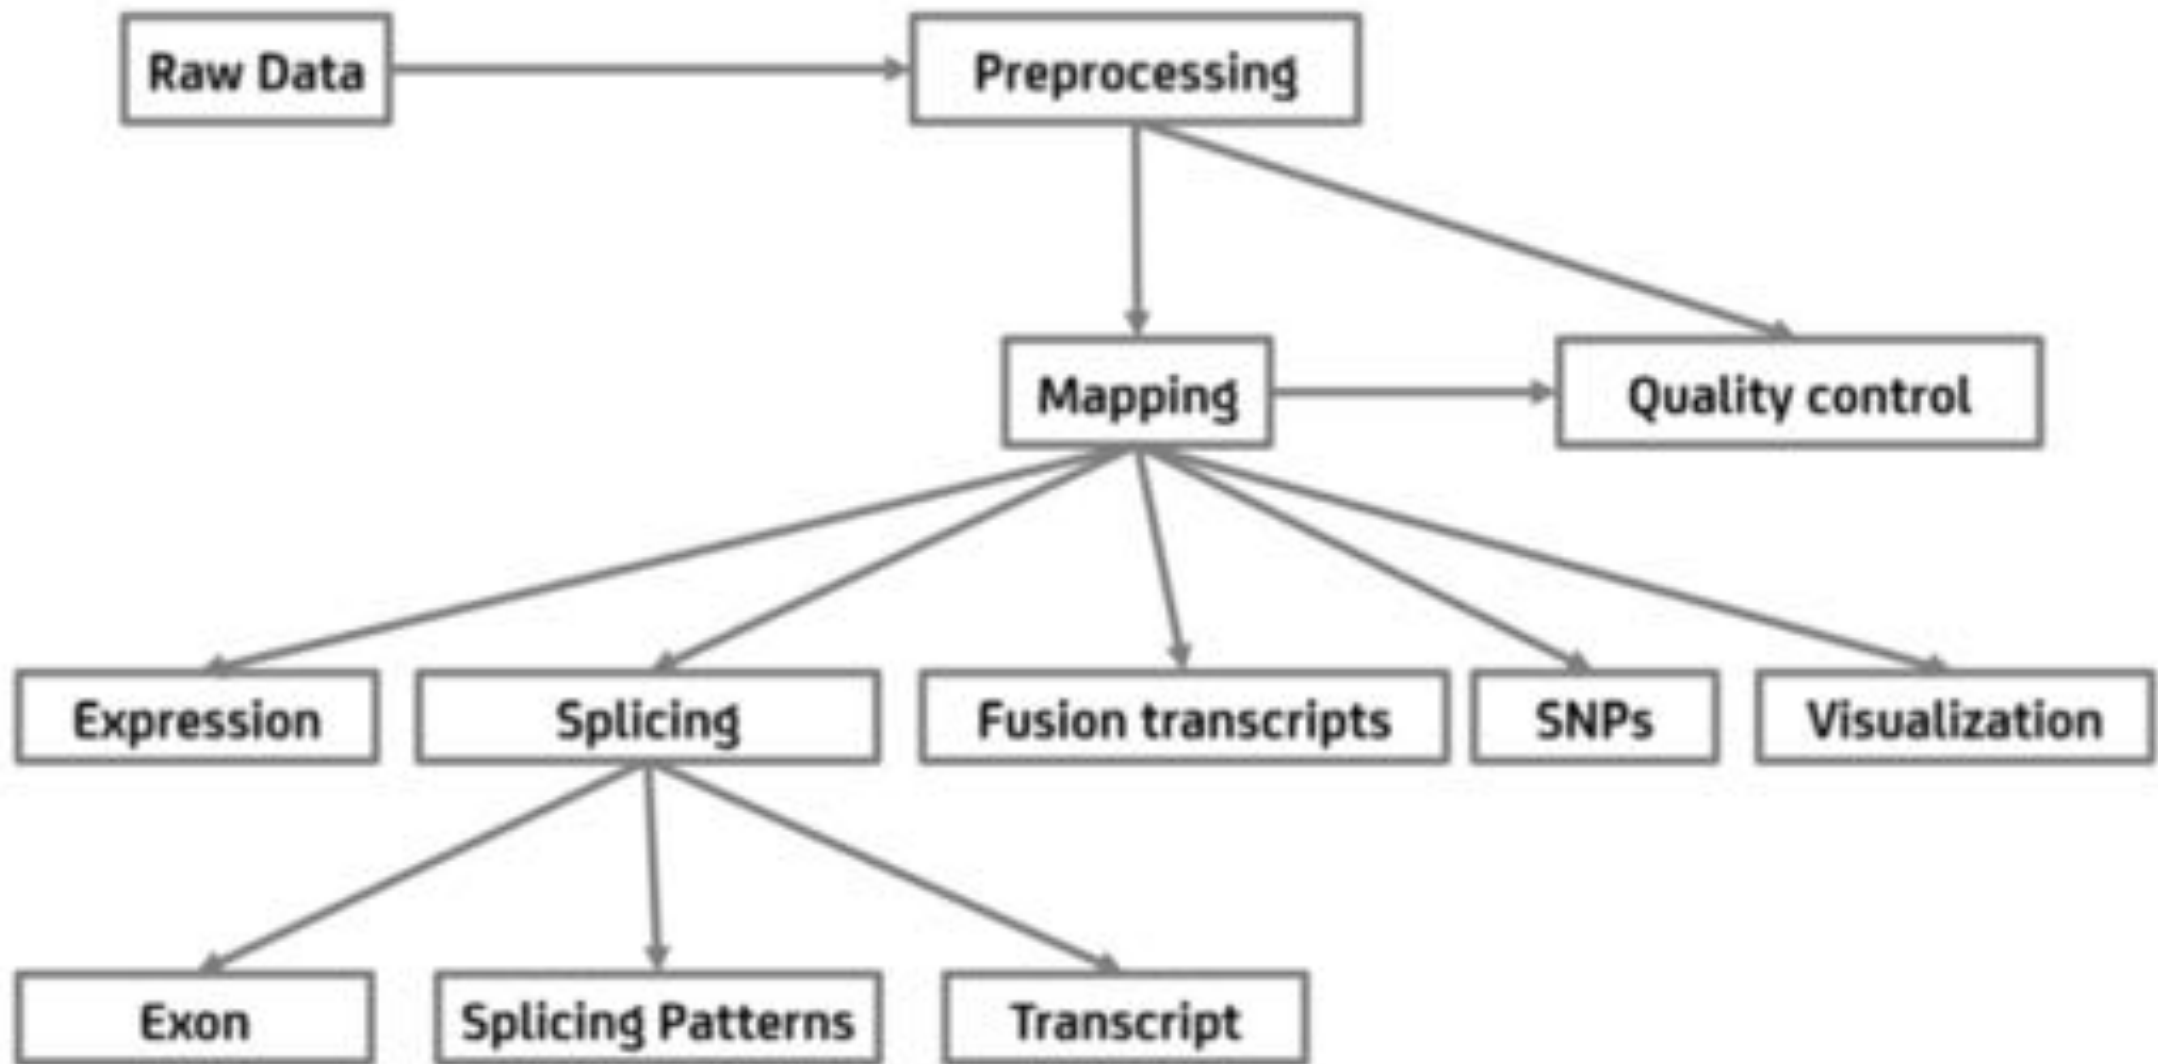 Raw Data
Preprocessing
Mapping
Quality control
Expression
Splicing
Fusion transcripts
SNPs
Visualization
Exon
Splicing Patterns
Transcript